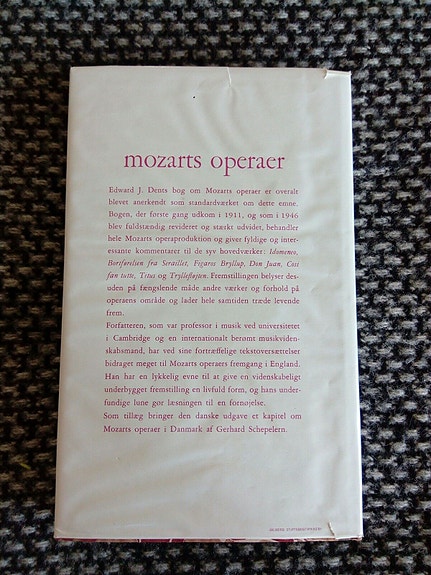 mozarts operaer
Edward J. Dents bog om Mozarts operaer er overalt
blevet anerkendt som standardværket om dette emne.
Bogen, der første gang udkom i 1911, og som i 1946
blev fuldstændig revideret og stærkt udvidet, behandler
hele Mozarts operaproduktion og giver fyldige og inter-
essante kommentarer til de syv hovedværker: Idomeneo,
Bortførelsen fra Seraillet, Figaros Bryllup, Don Juan, Cosi
fan tutte, Titus og Tryllefløjten. Fremstillingen belyser des-
uden på fængslende måde andre værker og forhold på
operaens område og lader hele samtiden træde levende
frem.
Forfatteren, som var professor i musik ved universitetet
i Cambridge og en internationalt berømt musikviden-
skabsmand, har ved sine fortræffelige tekstoversættelser
bidraget meget til Mozarts operaers fremgang i England.
Han har en lykkelig evne til at give en videnskabeligt
underbygget fremstilling en livfuld form, og hans under-
fundige lune gør læsningen til en fornøjelse.
Som tillæg bringer den danske udgave et kapitel om
Mozarts operaer i Danmark af Gerhard Schepelern.